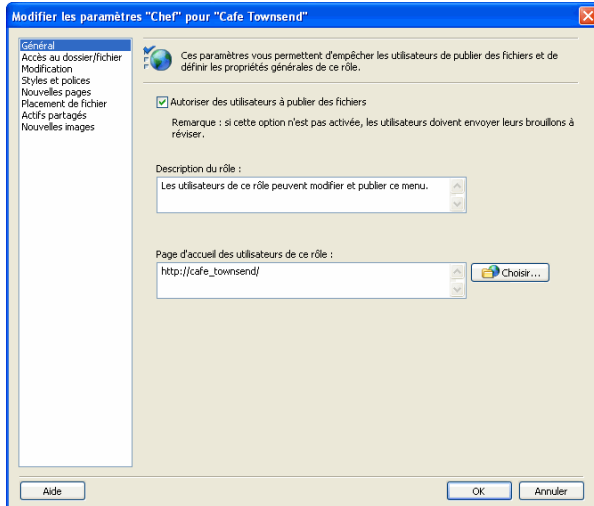 Modifier les paramètres "Chef" pour "Cafe Townsend"
Général
Accès au dossier/fichier
Modification
Styles et polices
Nouvelles pages
Placement de fichier
Actifs partagés
Nouvelles images
Ces paramètres vous permettent d'empêcher les utilisateurs de publier des fichiers et de
définir les propriétés générales de ce rôle.
Autoriser des utilisateurs à publier des fichiers
Remarque : si cette option n'est pas activée, les utilisateurs doivent envoyer leurs brouillons à
réviser.
Description du rôle :
Les utilisateurs de ce rôle peuvent modifier et publier ce menu.
Page d'accueil des utilisateurs de ce rôle :
http://cafe_townsend/
Choisir...
Aide
OK
Annuler